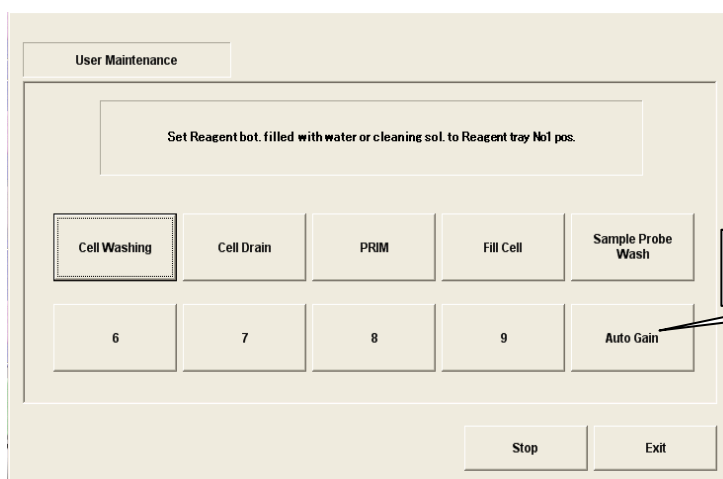 User Maintenance
Set Reagent bot. filled with water or cleaning sol. to Reagent tray No1 pos.
Cell Washing
Cell Drain
PRIM
Fill Cell
Sample Probe
Wash
6
7
8
9
Auto Gain
Stop
Exit